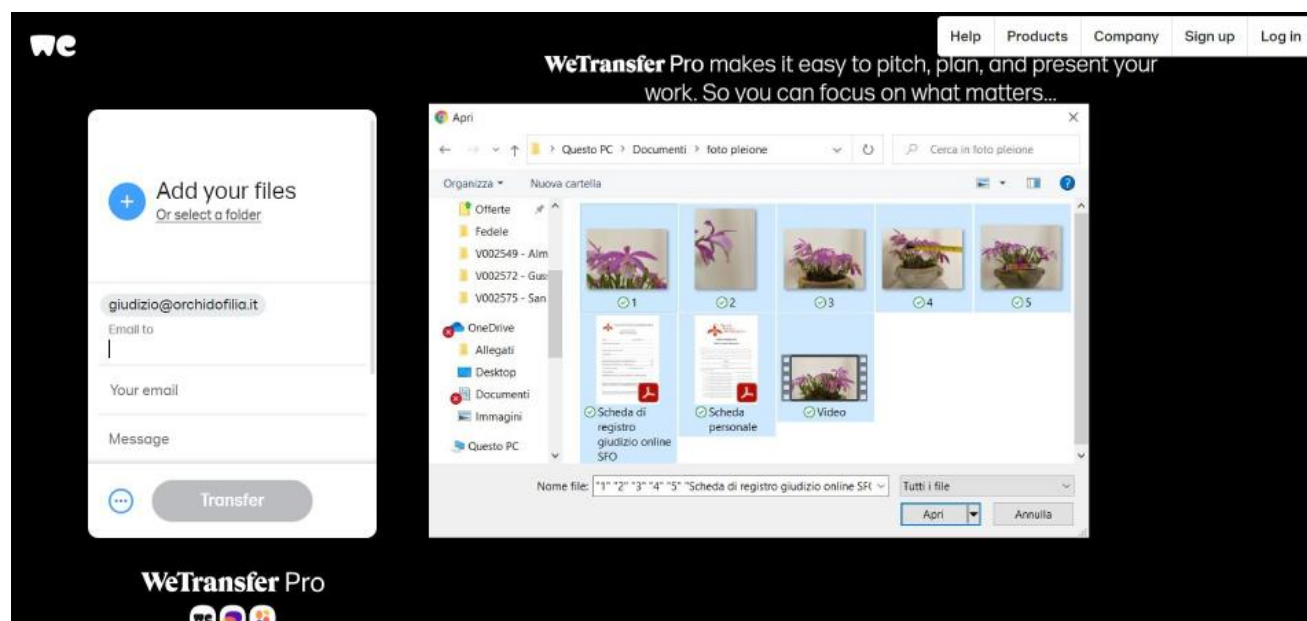 we
Help Products Company Sign up Log in
WeTransfer Pro makes it easy to pitch, plan, and present your
work. So you can focus on what matters...
Add your files
Or select a folder
giudizio@orchidofilia.it
Email to
Your email
Message
Transfer
WeTransfer Pro
we
Apri
Questo PC > Documenti > foto pleione
Cerca in foto pleione
Organizza
Nuova cartella
Offerte
Fedele
V002549 - Alm
V002572 - Gus
V002575 - San
OneDrive
Allegati
Desktop
Documenti
Immagini
Questo PC
1 2 3 4 5
Scheda di
registro
giudizio online
SFO
Scheda
personale
Video
Nome file: "1" "2" "3" "4" "5" "Scheda di registro giudizio online SF(
Tutti i file
Apri
Annulla